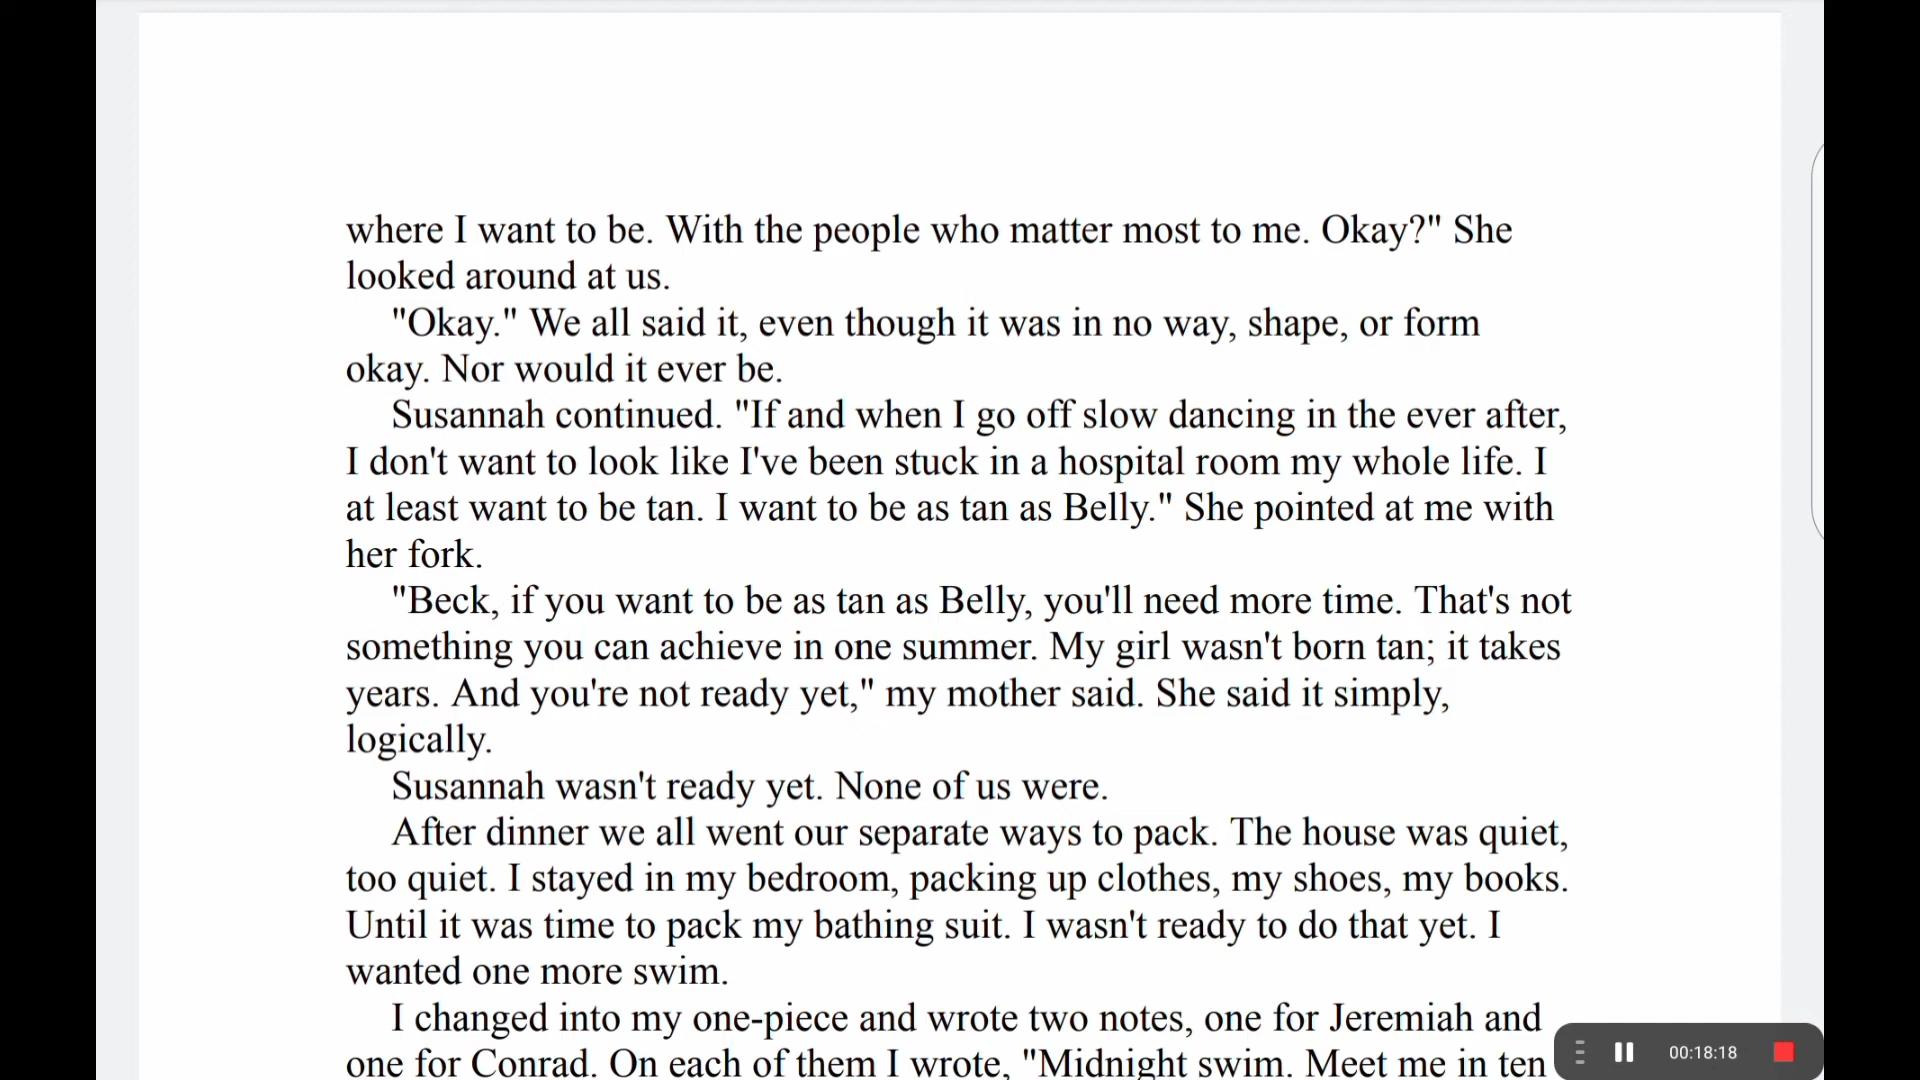 where I want to be. With the people who matter most to me. Okay?" She
looked around at us.
"Okay." We all said it, even though it was in no way, shape, or form
okay. Nor would it ever be.
Susannah continued. "If and when I go off slow dancing in the ever after,
I don't want to look like I've been stuck in a hospital room my whole life. I
at least want to be tan. I want to be as tan as Belly." She pointed at me with
her fork.
"Beck, if you want to be as tan as Belly, you'll need more time. That's not
something you can achieve in one summer. My girl wasn't born tan; it takes
years. And you're not ready yet," my mother said. She said it simply,
logically.
Susannah wasn't ready yet. None of us were.
After dinner we all went our separate ways to pack. The house was quiet,
too quiet. I stayed in my bedroom, packing up clothes, my shoes, my books.
Until it was time to pack my bathing suit. I wasn't ready to do that yet. I
wanted one more swim.
I changed into my one-piece and wrote two notes, one for Jeremiah and
one for Conrad. On each of them I wrote, "Midnight swim. Meet me in ten
00:18:18